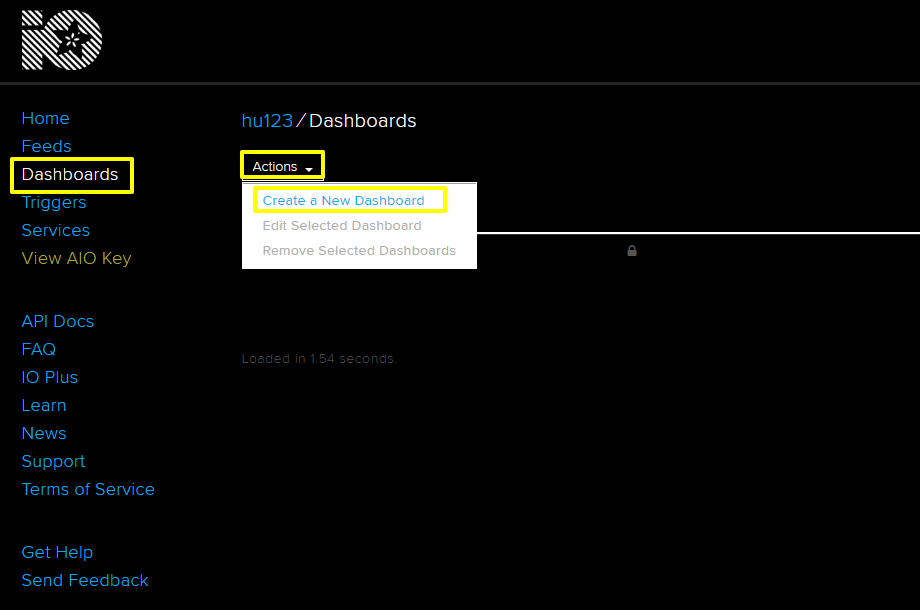 iO
Home
Feeds
Dashboards
Triggers
Services
View AIO Key
API Docs
FAQ
IO Plus
Learn
News
Support
Terms of Service
Get Help
Send Feedback
hu123/Dashboards
Actions
Create a New Dashboard
Edit Selected Dashboard
Remove Selected Dashboards
Loaded in 1.54 seconds.